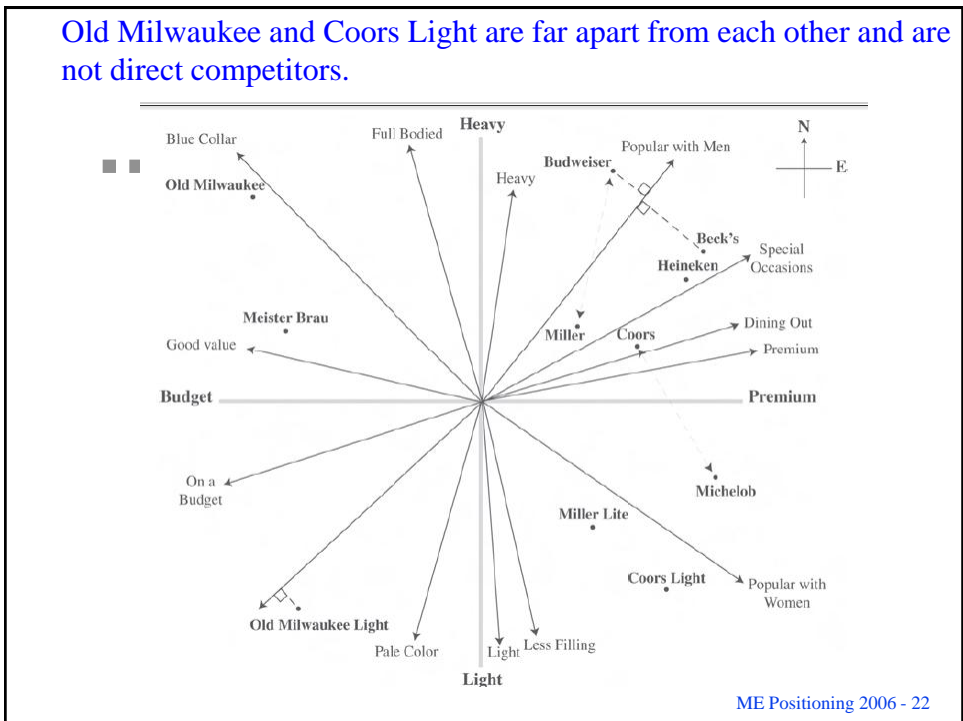 Old Milwaukee and Coors Light are far apart from each other and are
not direct competitors.
Heavy
N
E
Blue Collar
Full Bodied
Popular with Men
Budweiser
Old Milwaukee
Heavy
Beck's
Special
Occasions
Heineken
Meister Brau
Miller
Coors
Dining Out
Good value
Premium
Budget
Premium
On a
Budget
Michelob
Miller Lite
Coors Light
Popular with
Women
Old Milwaukee Light
Pale Color
Light
Less Filling
Light
ME Positioning 2006 - 22